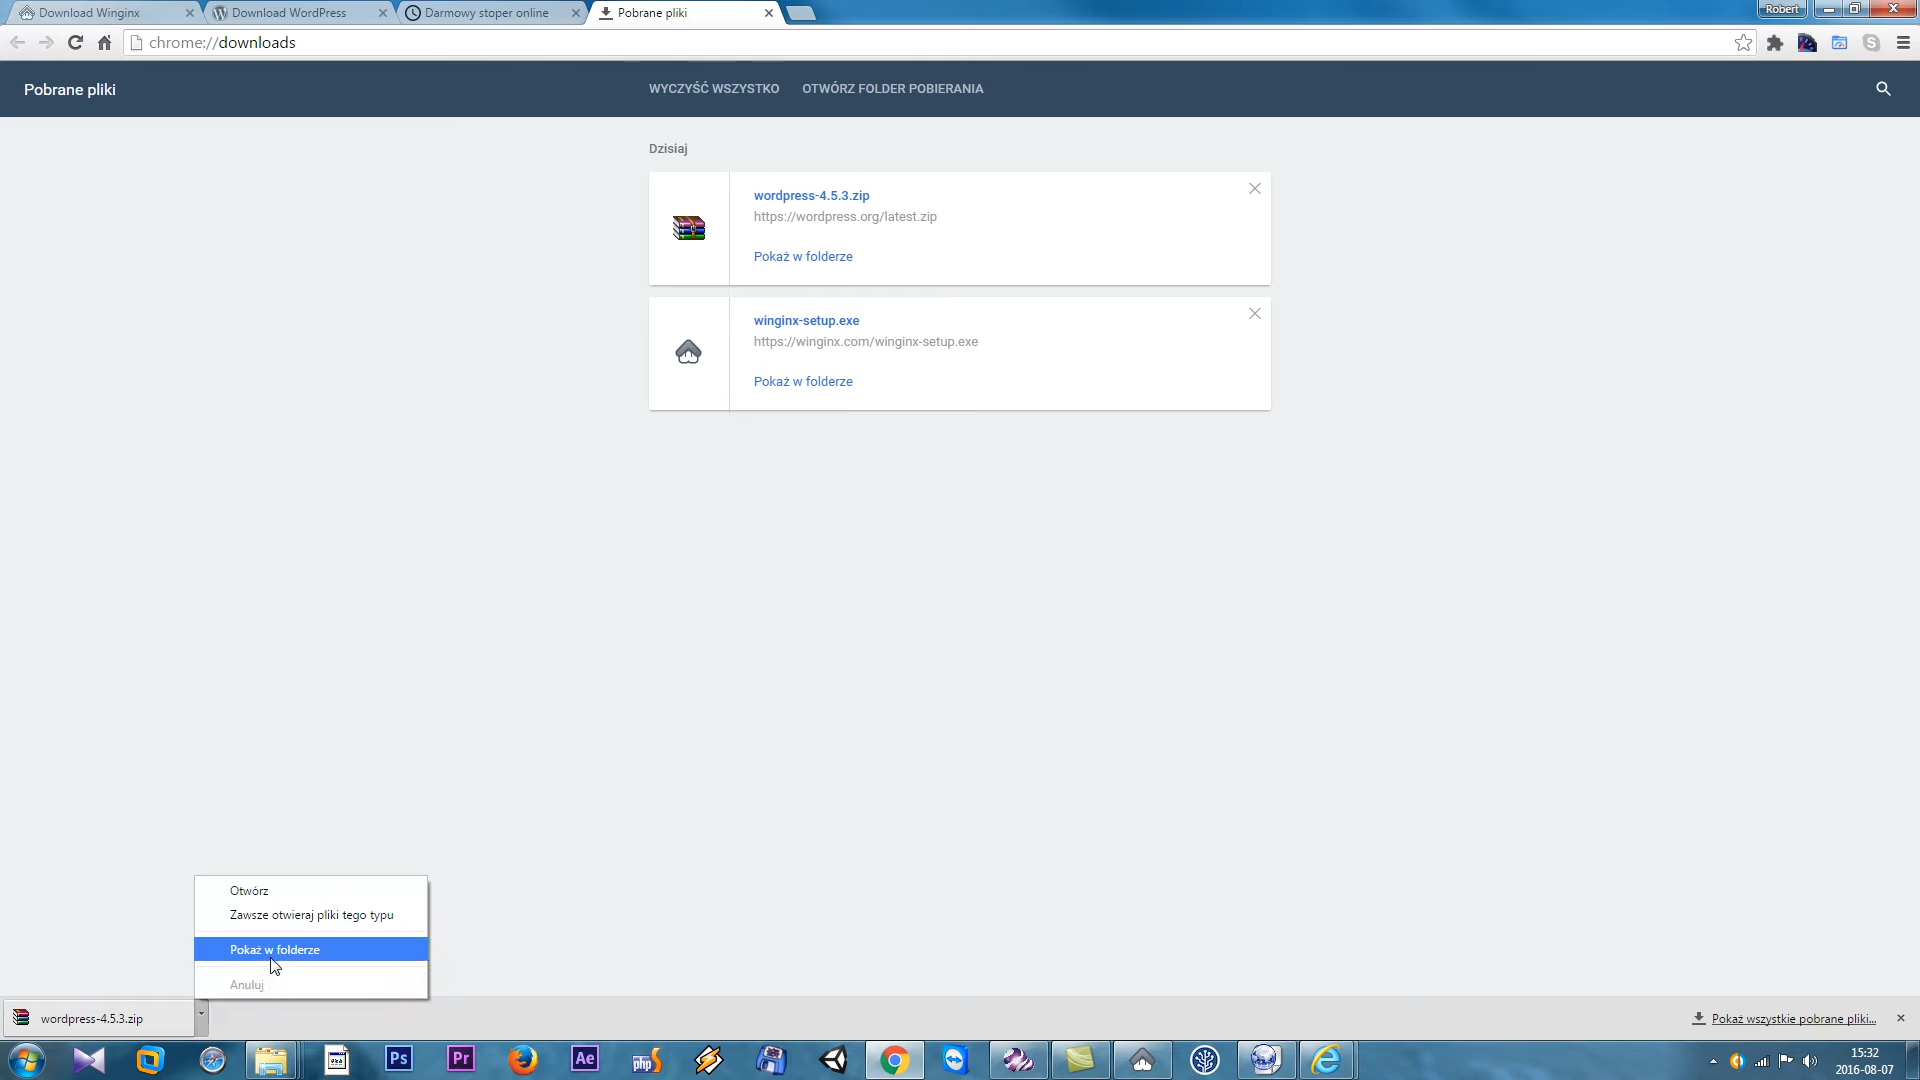 Download Winginx
Download WordPress
Darmowy stoper online
Pobrane pliki
Robert
chrome://downloads
Pobrane pliki
WYCZYŚĆ WSZYSTKO
OTWÓRZ FOLDER POBIERANIA
Dzisiaj
wordpress-4.5.3.zip
https://wordpress.org/latest.zip
Pokaż w folderze
winginx-setup.exe
https://winginx.com/winginx-setup.exe
Pokaż w folderze
Otwórz
Zawsze otwieraj pliki tego typu
Pokaż w folderze
Anuluj
wordpress-4.5.3.zip
Pokaż wszystkie pobrane pliki...
Ps
Pr
Ae
php
15:32
2016-08-07